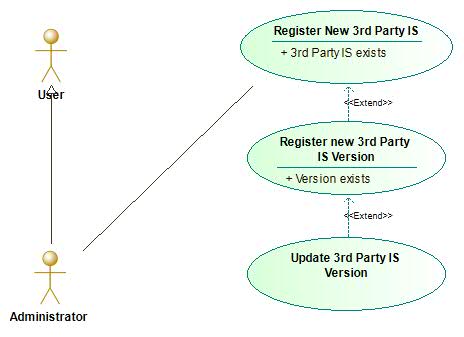 Register New 3rd Party IS
+ 3rd Party IS exists
User
<<Extend>>
Register new 3rd Party
IS Version
+ Version exists
<<Extend>>
Update 3rd Party IS
Version
Administrator